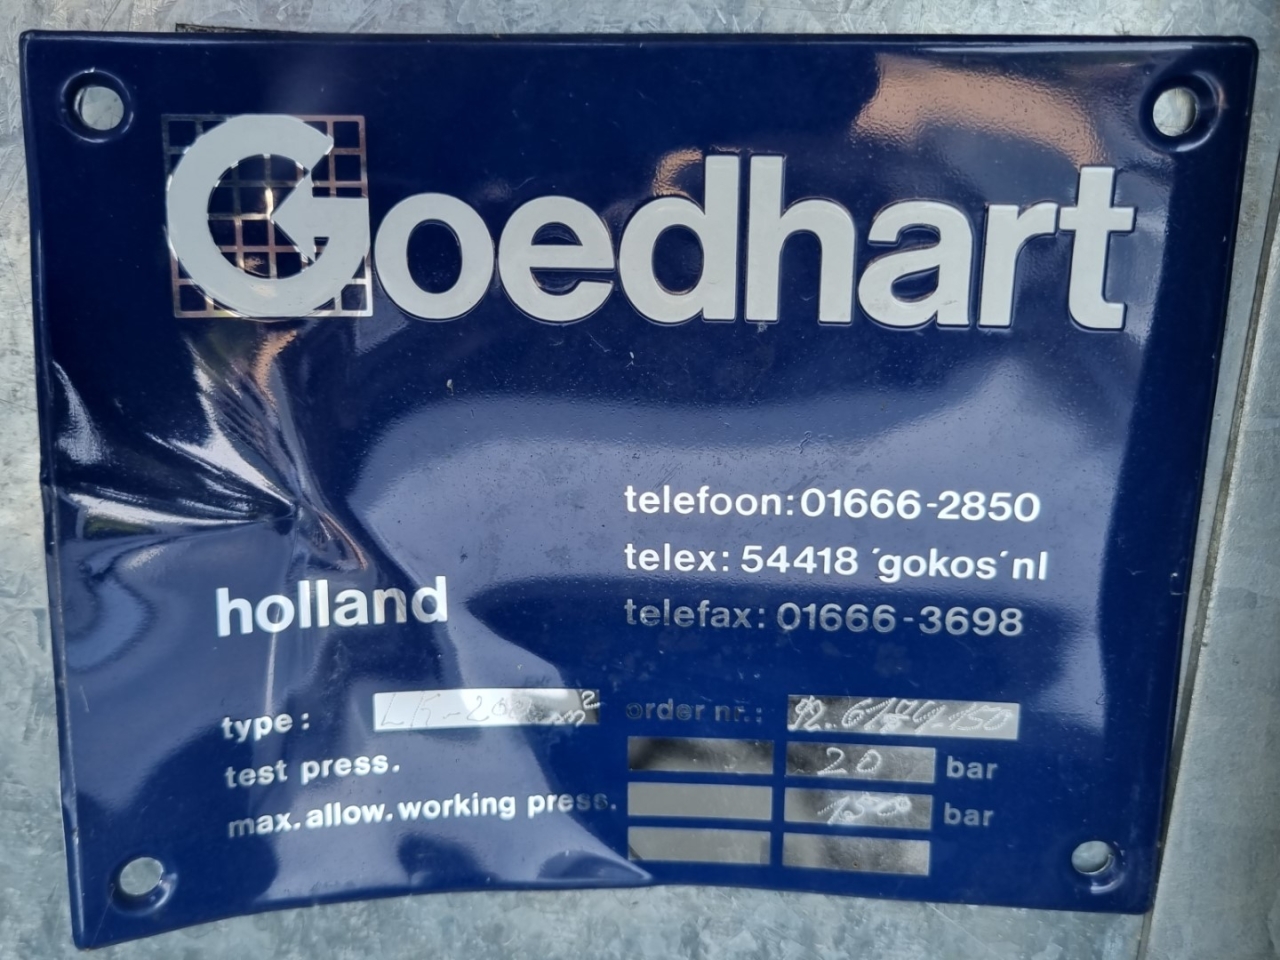 Goedhart
telefoon: 01666-2850
telex: 54418 ´gokos´ nl
telefax: 01666-3698
holland
type: m²
order nr.:
test press. 20 bar
max. allow. working press. bar